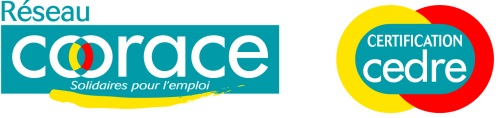 Réseau
coorace
Solidaires pour l'emploi
CERTIFICATION
cedre